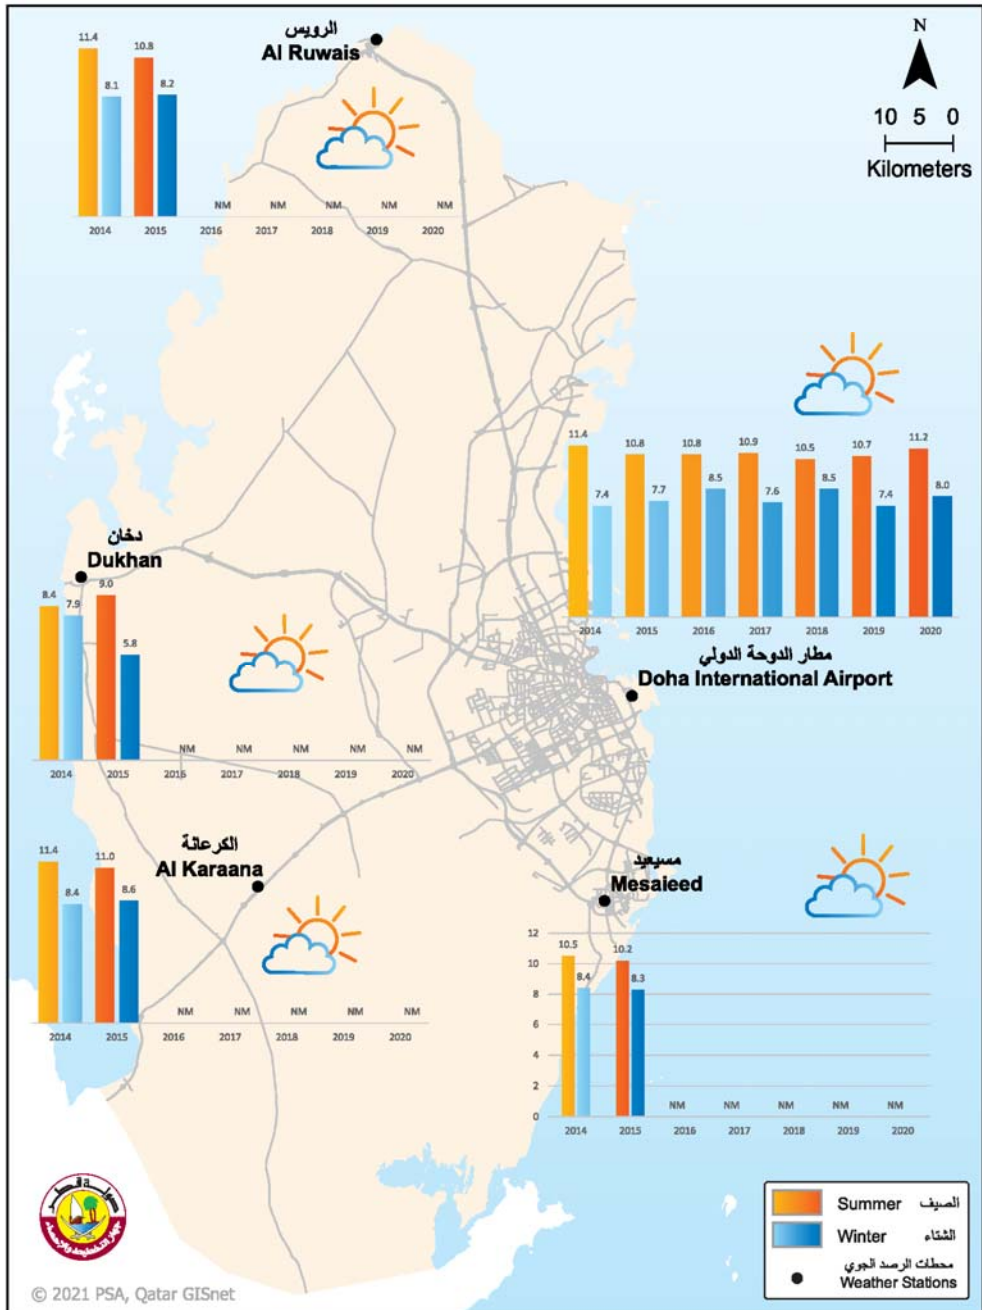 الرويس
Al Ruwais
N
10 5 0
Kilometers
11.4
8.1
10.8
8.2
NM NM NM NM NM
2014 2015 2016 2017 2018 2019 2020
11.4 7.4 10.8 7.7 10.8 8.5 10.9 7.6 10.5 8.5 10.7 7.4 11.2 8.0
2014 2015 2016 2017 2018 2019 2020
مطار الدوحة الدولي
Doha International Airport
دخان
Dukhan
8.4 7.9 9.0 5.8
NM NM NM NM NM
2014 2015 2016 2017 2018 2019 2020
الكرعانة
Al Karaana
11.4 8.4 11.0 8.6
NM NM NM NM NM
2014 2015 2016 2017 2018 2019 2020
مسيعيد
Mesaieed
12
10
8
6
4
2
0
10.5 8.4 10.2 8.3
NM NM NM NM NM
2014 2015 2016 2017 2018 2019 2020
Summer الصيف
Winter الشتاء
محطات الرصد الجوي
Weather Stations
دولة قطر
جهاز التخطيط والإحصاء
© 2021 PSA, Qatar GISnet